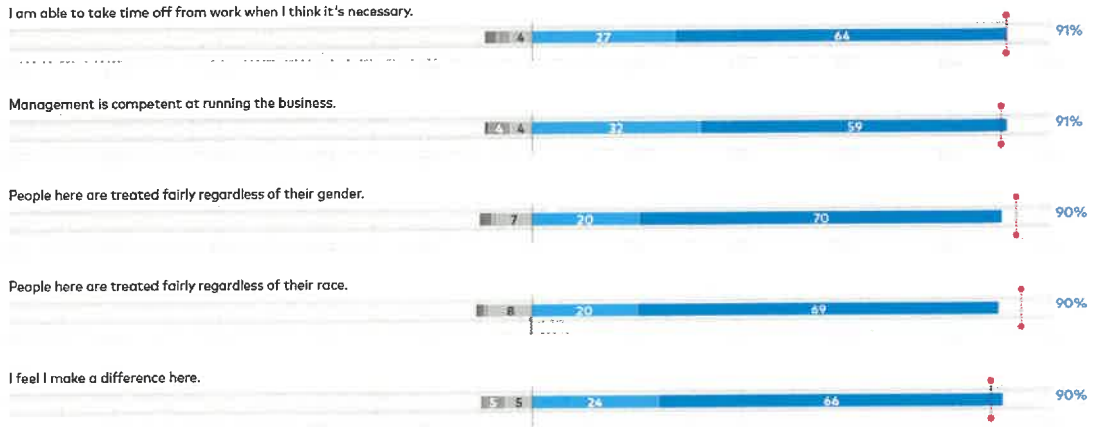 I am able to take time off from work when I think it's necessary.
4 27 64 91%
Management is competent at running the business.
4 4 32 59 91%
People here are treated fairly regardless of their gender.
7 20 70 90%
People here are treated fairly regardless of their race.
8 20 69 90%
I feel I make a difference here.
5 5 24 66 90%